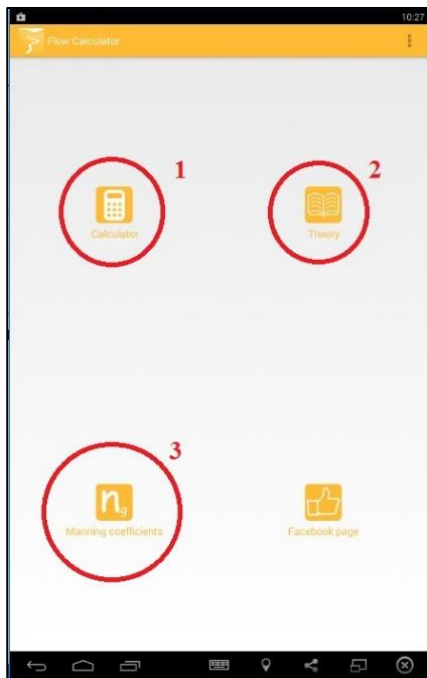 10:27
Flow Calculator
1
2
Calculator
Theory
3
n
Manning coefficients
Facebook page